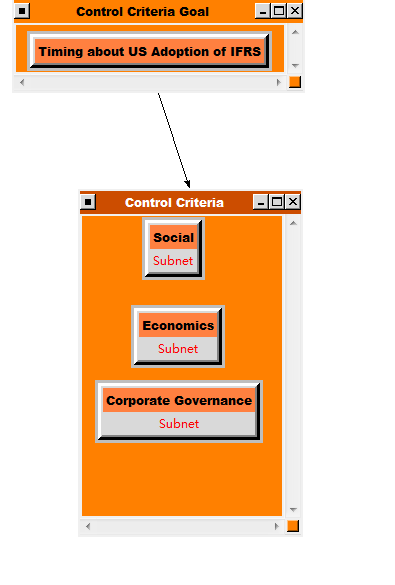 Control Criteria Goal
Timing about US Adoption of IFRS
Control Criteria
Social
Subnet
Economics
Subnet
Corporate Governance
Subnet